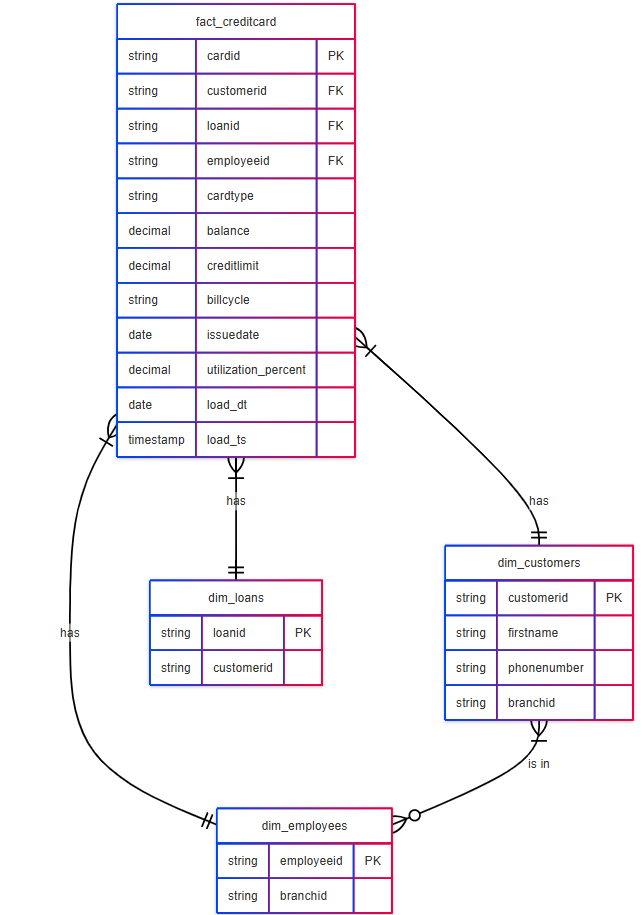 fact_creditcard
string cardid PK
string customerid FK
string loanid FK
string employeeid FK
string cardtype
decimal balance
decimal creditlimit
string billcycle
date issuedate
decimal utilization_percent
date load_dt
timestamp load_ts
has
has
dim_customers
string customerid PK
string firstname
string phonenumber
string branchid
dim_loans
string loanid PK
string customerid
has
is in
dim_employees
string employeeid PK
string branchid